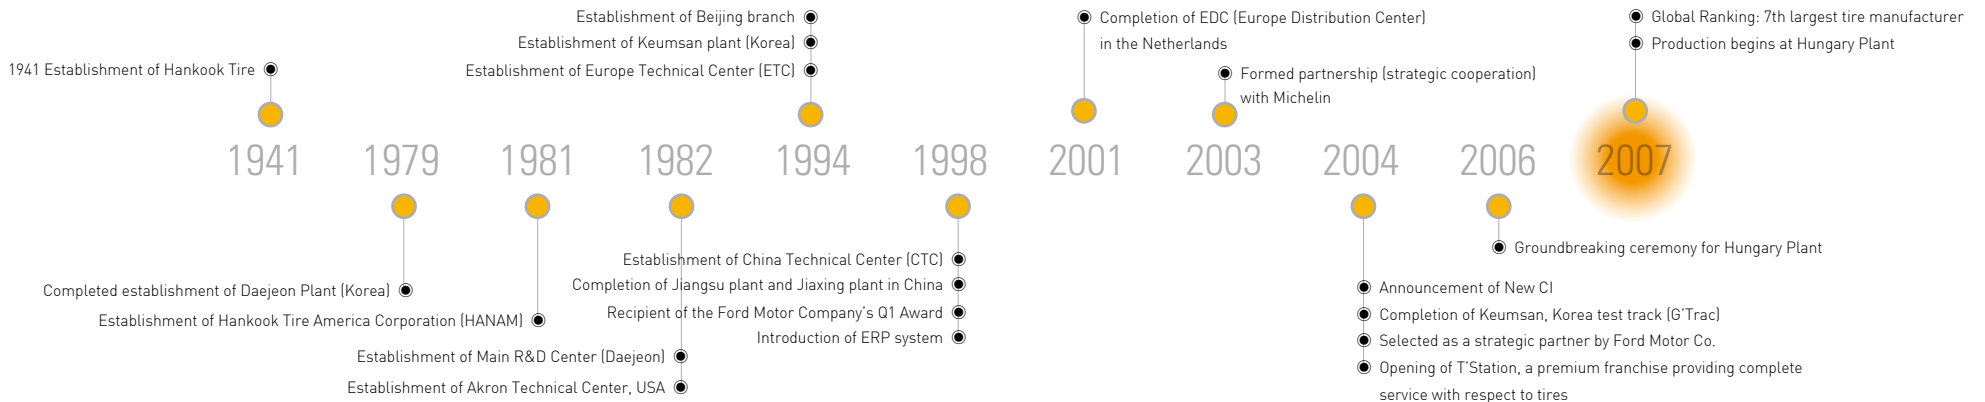 Establishment of Beijing branch
Establishment of Keumsan plant (Korea)
Establishment of Europe Technical Center (ETC)
1941 Establishment of Hankook Tire
Completion of EDC (Europe Distribution Center)
in the Netherlands
Formed partnership (strategic cooperation)
with Michelin
Global Ranking: 7th largest tire manufacturer
Production begins at Hungary Plant
1941 1979 1981 1982 1994 1998 2001 2003 2004 2006 2007
Completed establishment of Daejeon Plant (Korea)
Establishment of Hankook Tire America Corporation (HANAM)
Establishment of Main R&D Center (Daejeon)
Establishment of Akron Technical Center, USA
Establishment of China Technical Center (CTC)
Completion of Jiangsu plant and Jiaxing plant in China
Recipient of the Ford Motor Company's Q1 Award
Introduction of ERP system
Announcement of New CI
Completion of Keumsan, Korea test track (G'Trac)
Selected as a strategic partner by Ford Motor Co.
Opening of T'Station, a premium franchise providing complete
service with respect to tires
Groundbreaking ceremony for Hungary Plant